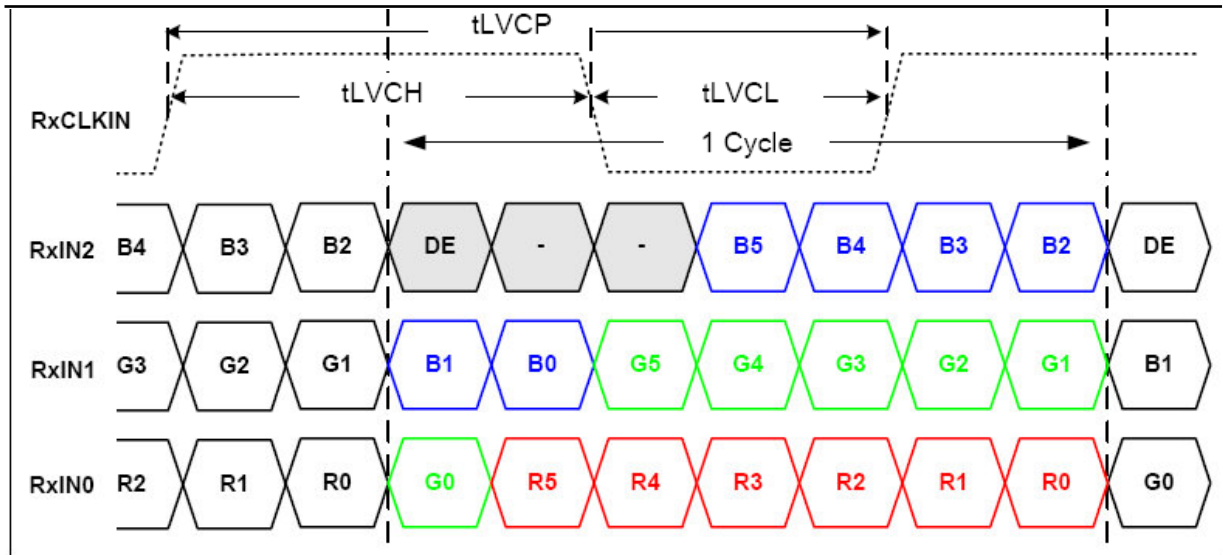 tLVCP
tLVCH tLVCL
RxCLKIN
1 Cycle
RxIN2 B4 B3 B2 DE - - B5 B4 B3 B2 DE
RxIN1 G3 G2 G1 B1 B0 G5 G4 G3 G2 G1 B1
RxIN0 R2 R1 R0 G0 R5 R4 R3 R2 R1 R0 G0